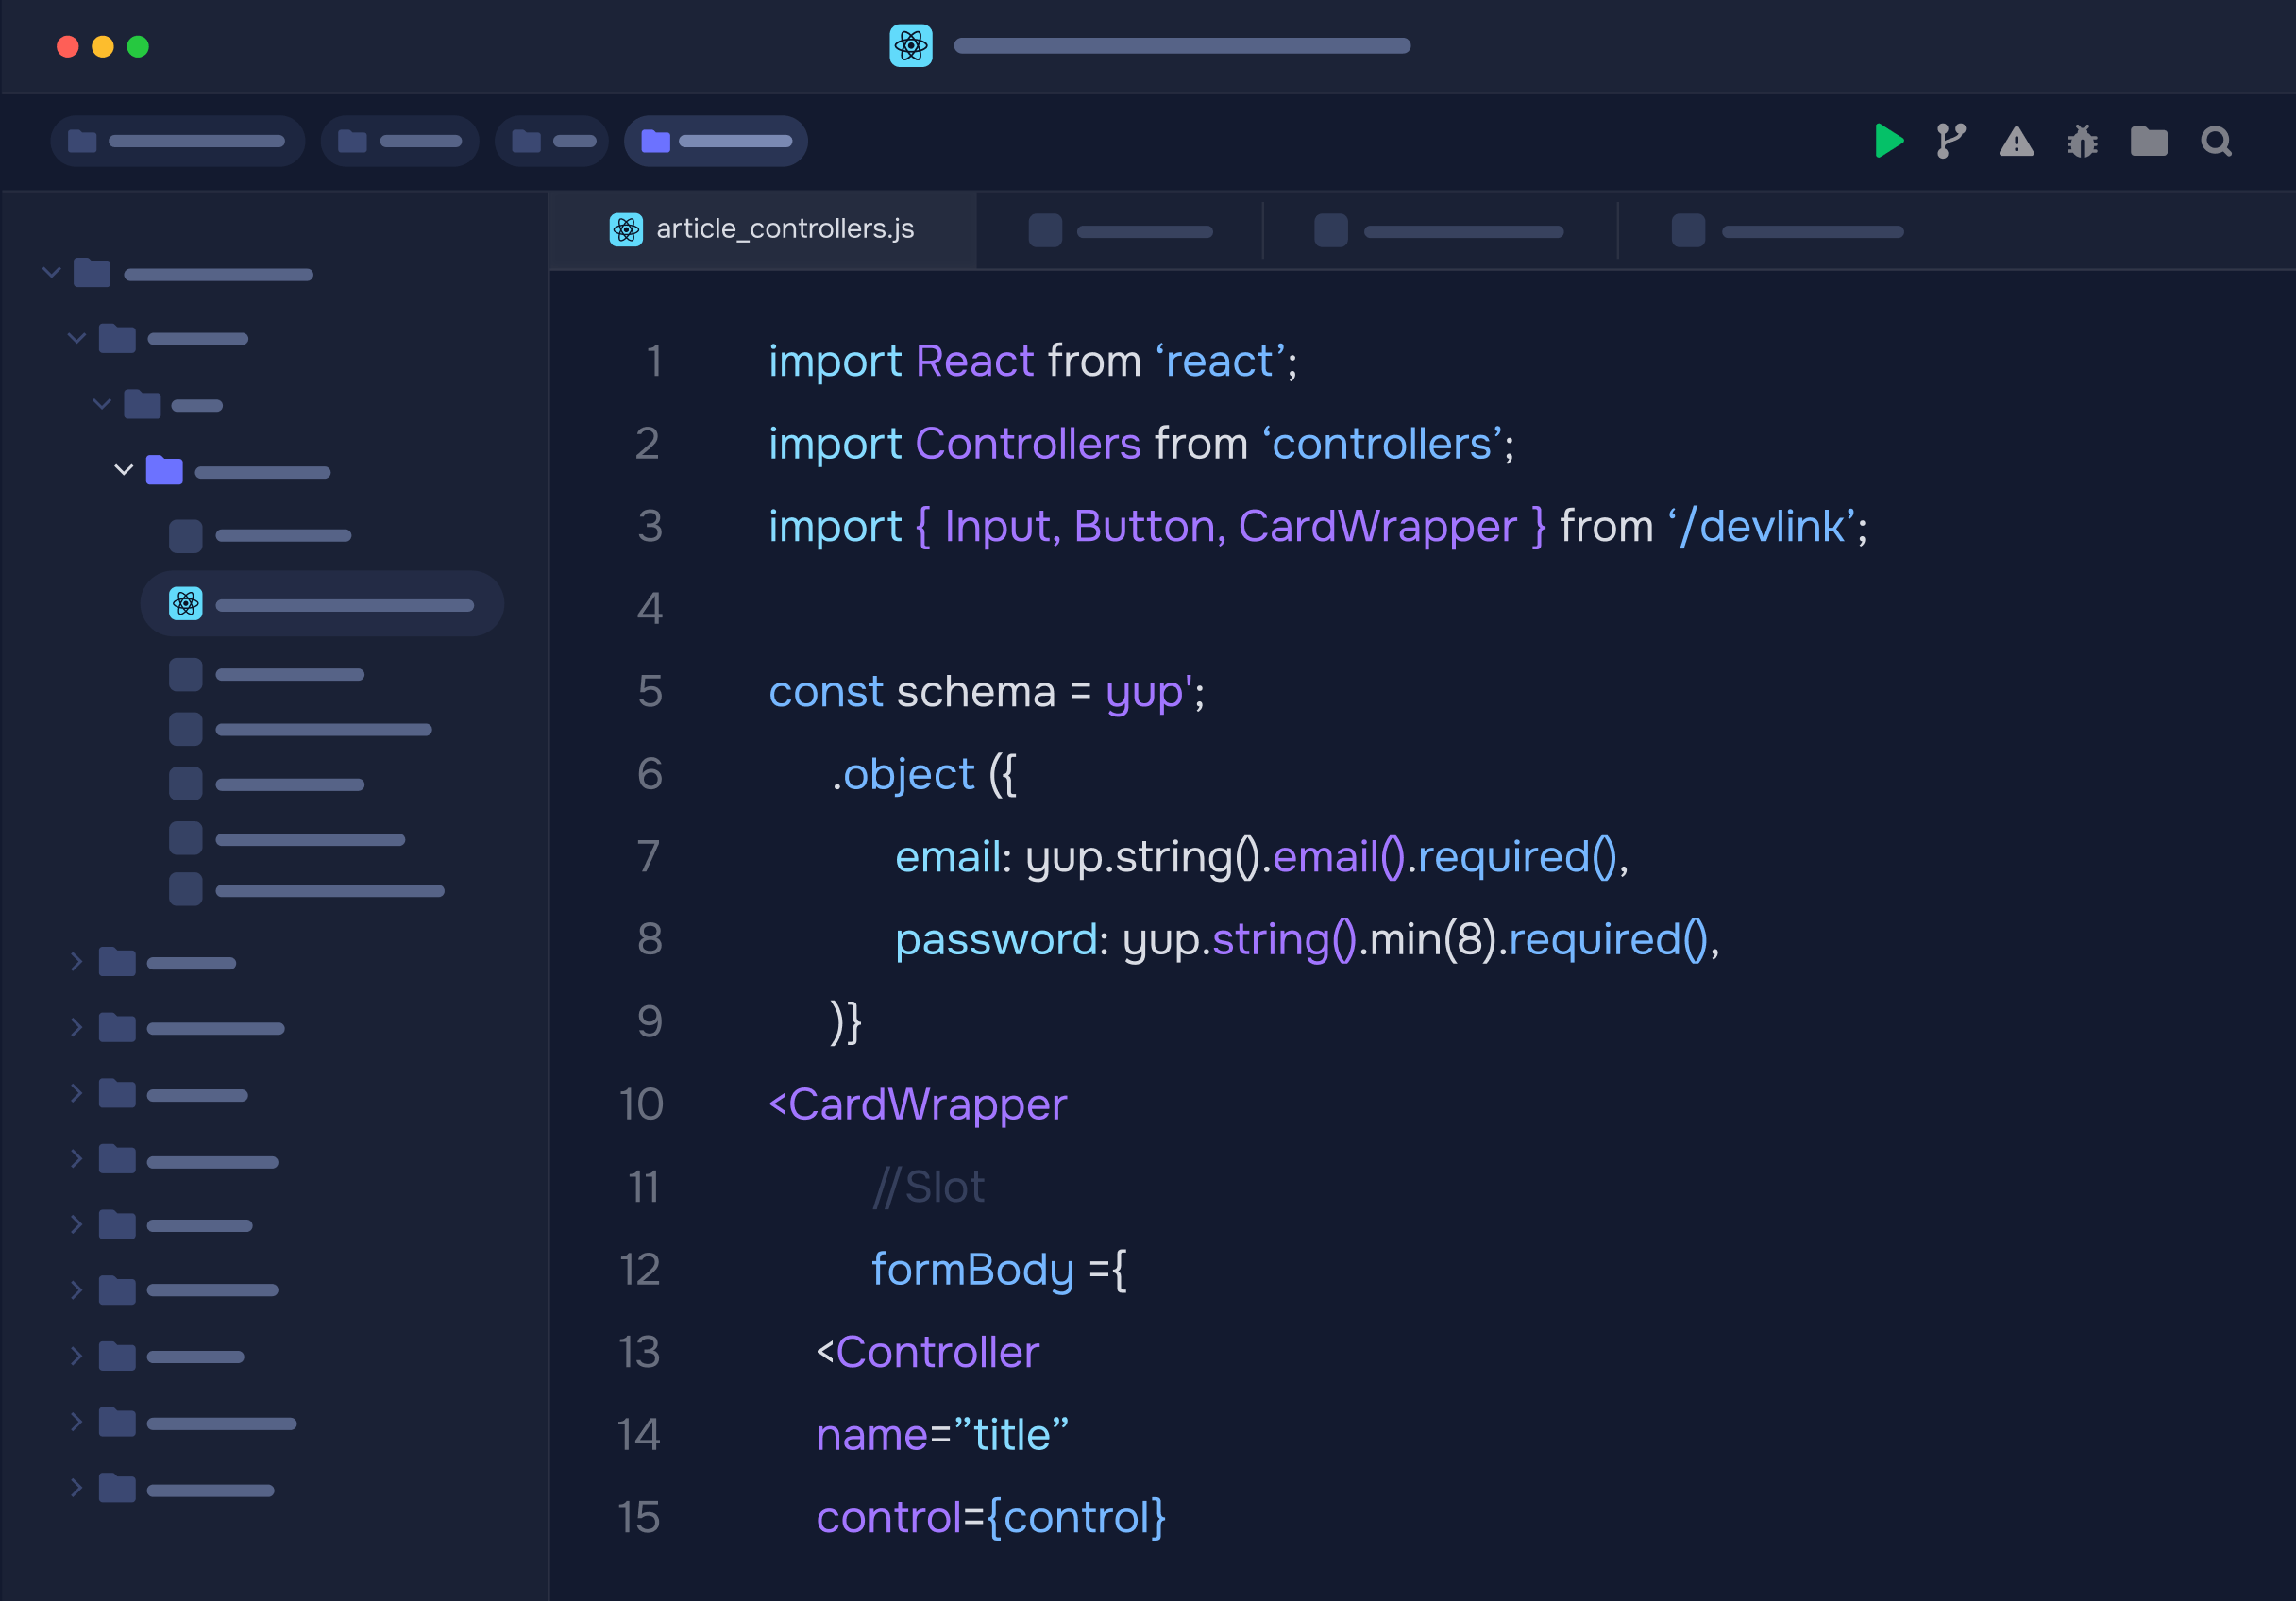 article_controllers.js
1 import React from ‘react’;
2 import Controllers from ‘controllers’;
3 import { Input, Button, CardWrapper } from ‘/devlink’;
4
5 const schema = yup';
6 .object ({
7 email: yup.string().email().required(),
8 password: yup.string().min(8).required(),
9 )}
10 <CardWrapper
11 //Slot
12 formBody ={
13 <Controller
14 name=”title”
15 control={control}